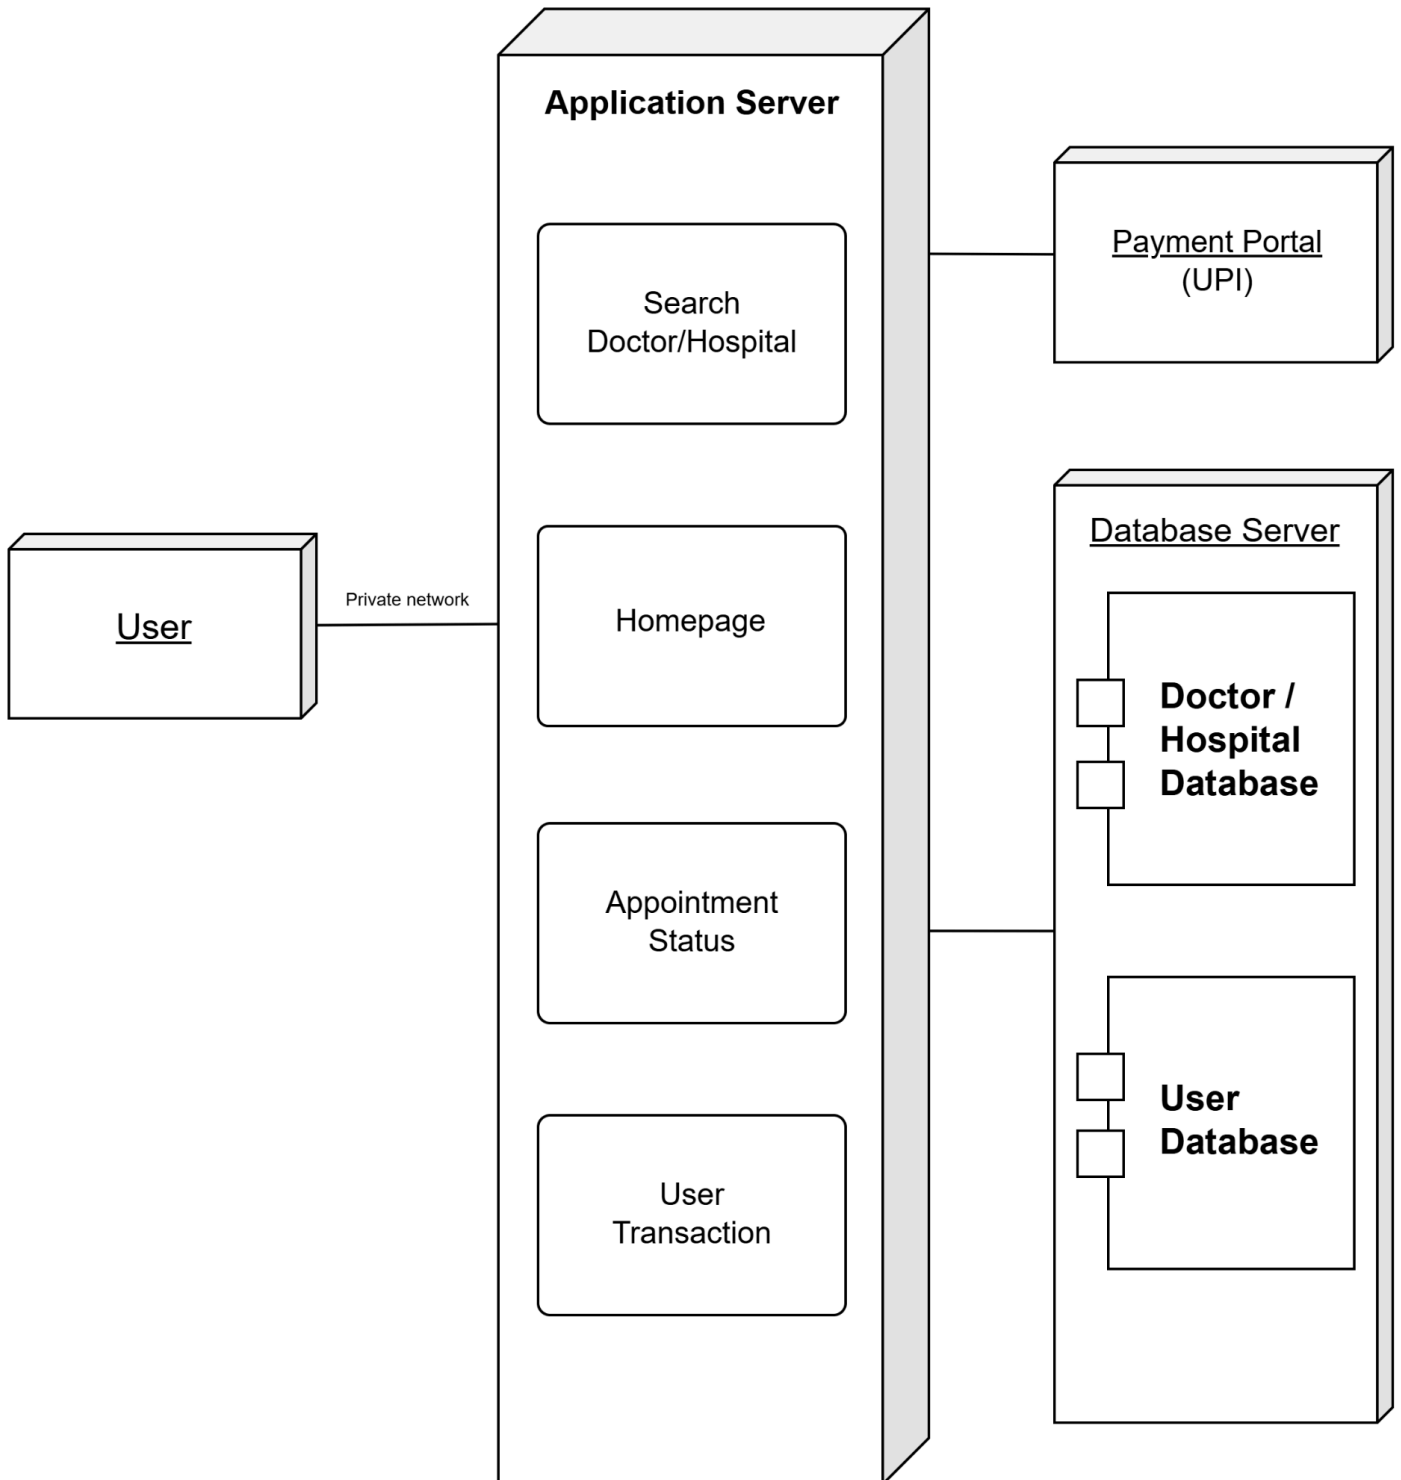 Application Server
Search
Doctor/Hospital
Homepage
Appointment
Status
User
Transaction
User
Private network
Payment Portal
(UPI)
Database Server
Doctor /
Hospital
Database
User
Database